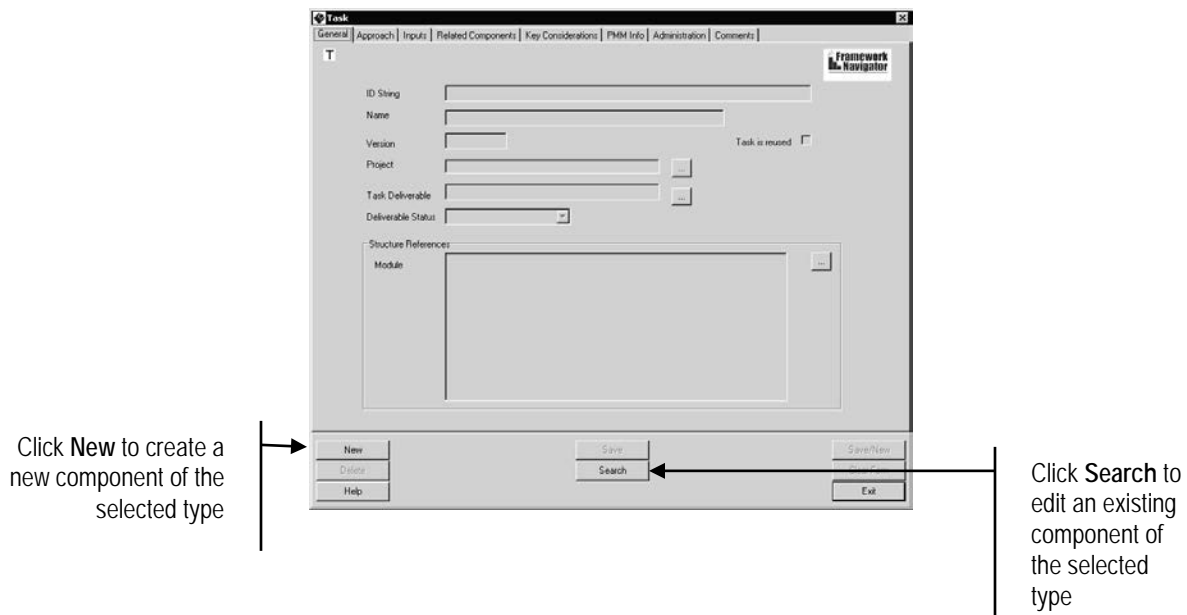 Task
General Approach Inputs Related Components Key Considerations PMM Info Administration Comments
T
Framework
Navigator
ID String
Name
Version
Task is reused
Project
...
Task Deliverable
...
Deliverable Status
Structure References
Module
...
New
Save
Save/New
Delete
Search
Help
Exit
Click New to create a
new component of the
selected type
Click Search to
edit an existing
component of
the selected
type